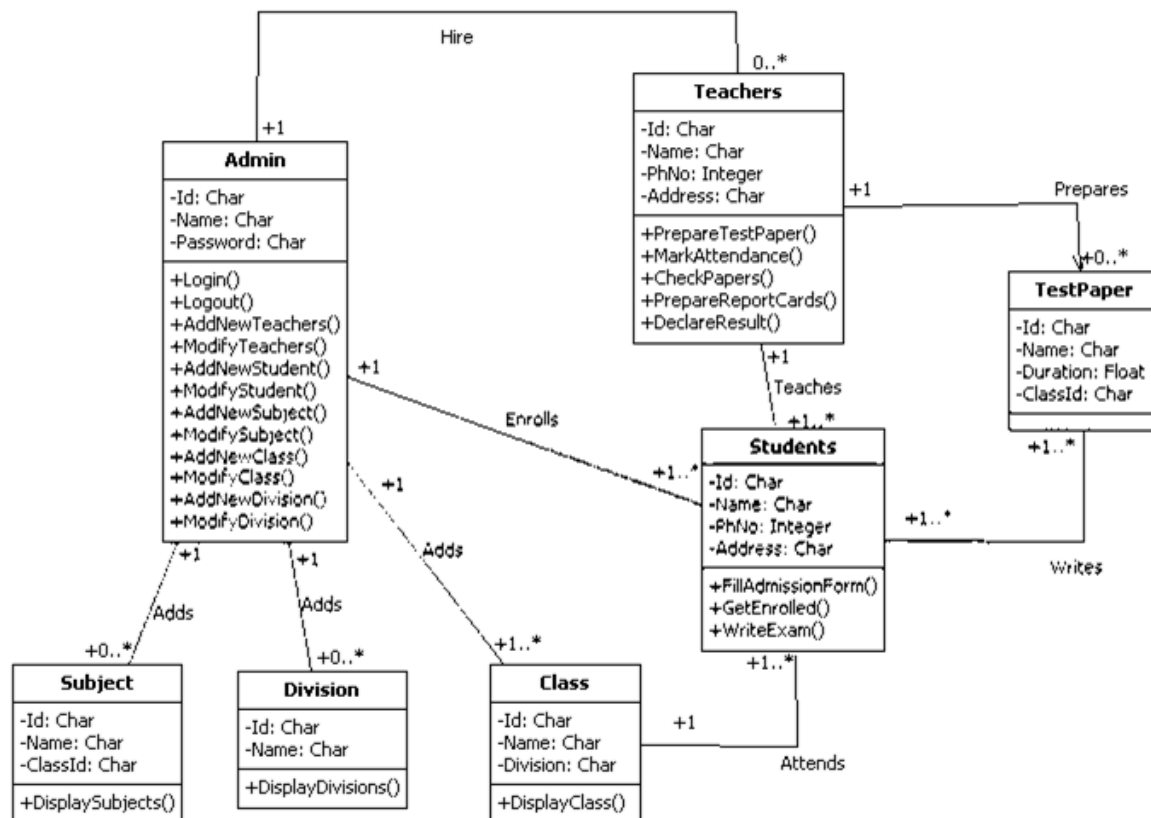 Hire
0..*
+1
Teachers
-Id: Char
-Name: Char
-PhNo: Integer
-Address: Char
+PrepareTestPaper()
+MarkAttendance()
+CheckPapers()
+PrepareReportCards()
+DeclareResult()
Admin
-Id: Char
-Name: Char
-Password: Char
+Login()
+Logout()
+AddNewTeachers()
+ModifyTeachers()
+AddNewStudent()
+ModifyStudent()
+AddNewSubject()
+ModifySubject()
+AddNewClass()
+ModifyClass()
+AddNewDivision()
+ModifyDivision()
+1
Prepares
+0..*
TestPaper
-Id: Char
-Name: Char
-Duration: Float
-ClassId: Char
+1
Teaches
+1..*
+1
Enrolls
+1..*
Students
-Id: Char
-Name: Char
-PhNo: Integer
-Address: Char
+FillAdmissionForm()
+GetEnrolled()
+WriteExam()
+1..*
+1..*
Writes
+1
Adds
+0..*
+1
Adds
+0..*
+1
Adds
+1..*
Subject
-Id: Char
-Name: Char
-ClassId: Char
+DisplaySubjects()
Division
-Id: Char
-Name: Char
+DisplayDivisions()
Class
-Id: Char
-Name: Char
-Division: Char
+DisplayClass()
+1..*
+1
Attends